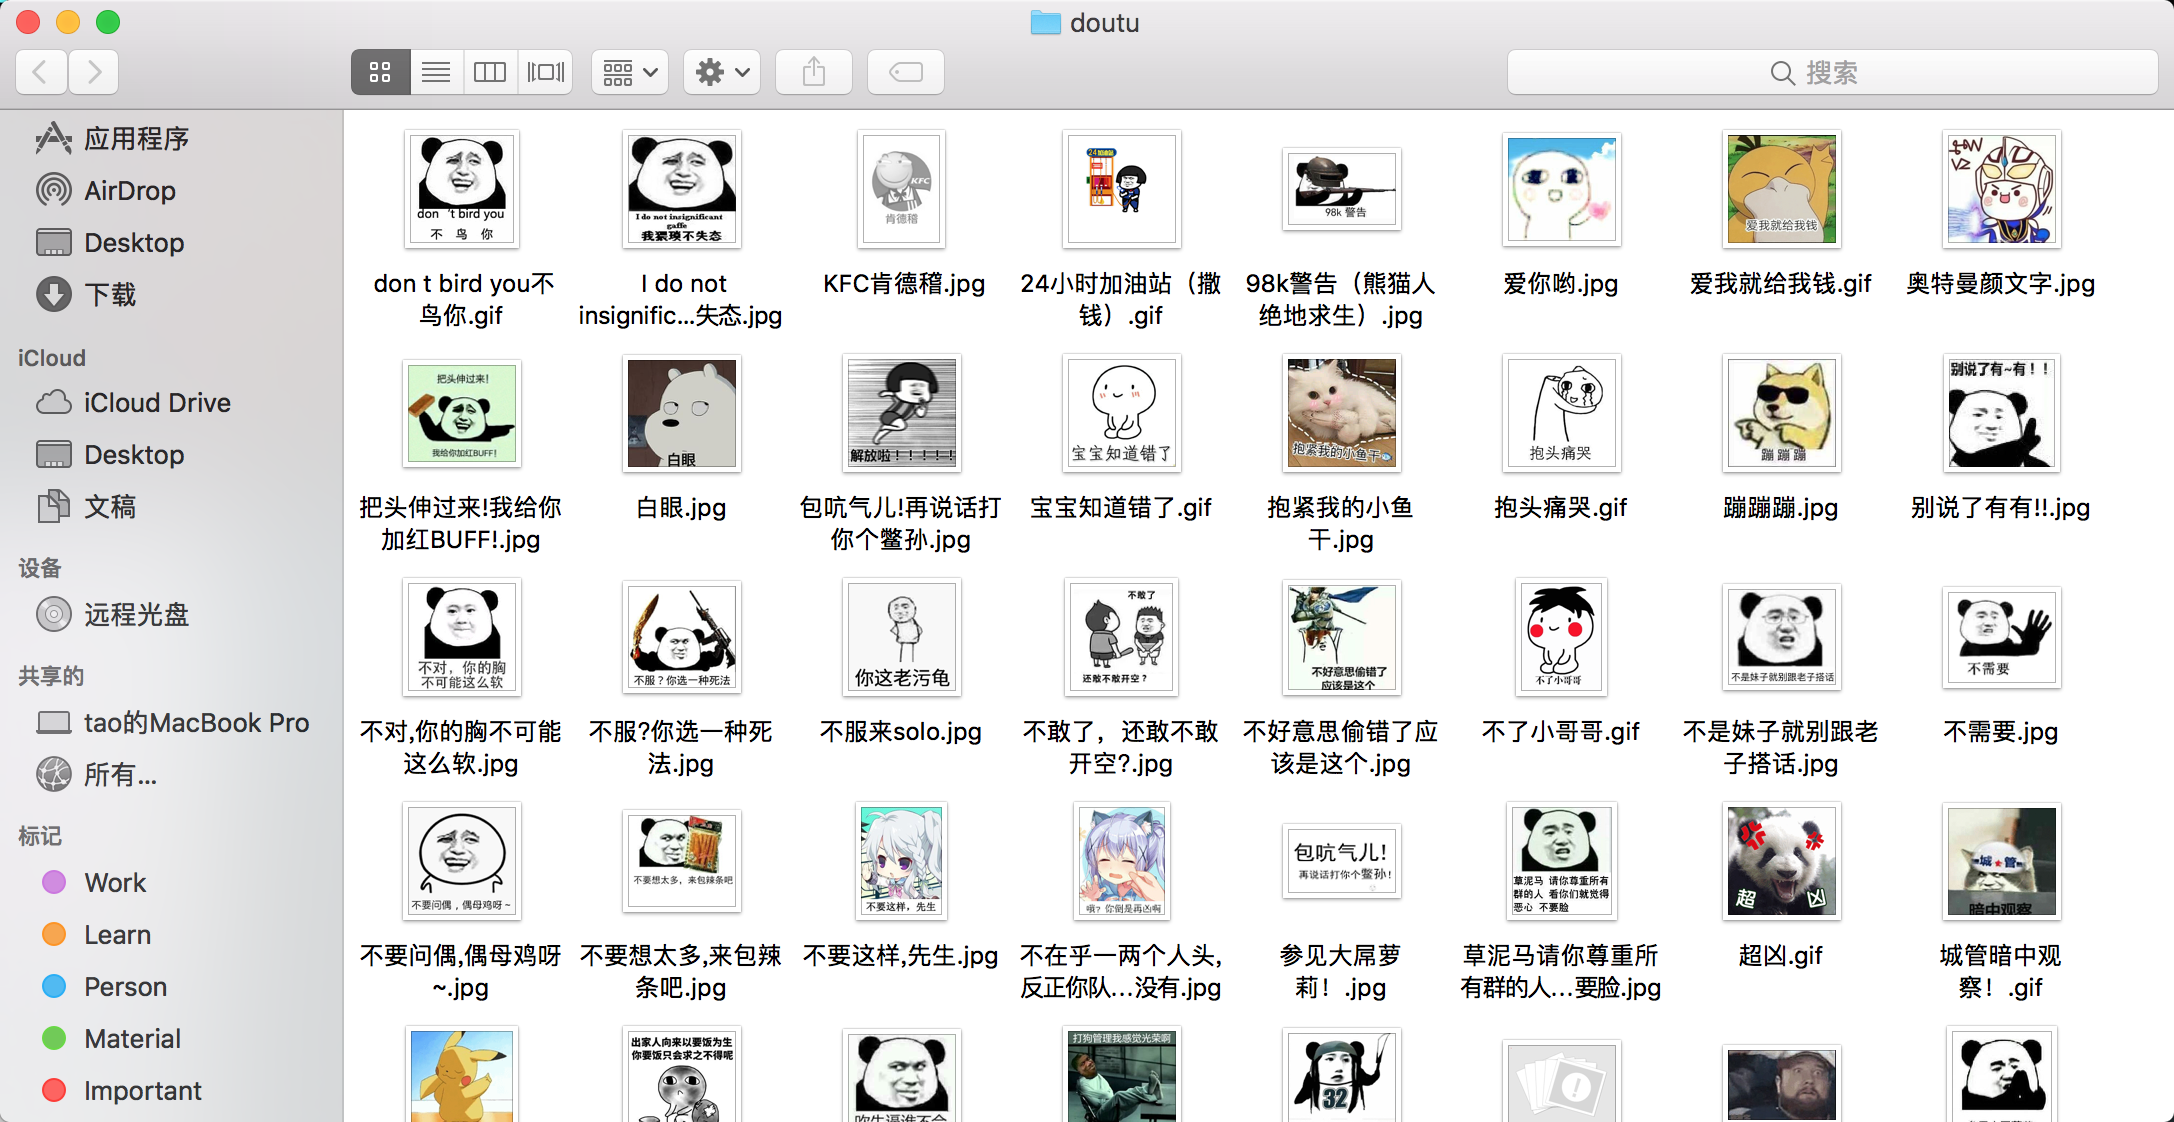 doutu
搜索
应用程序
AirDrop
Desktop
下载
iCloud
iCloud Drive
Desktop
文稿
设备
远程光盘
共享的
tao的MacBook Pro
所有...
标记
Work
Learn
Person
Material
Important
don 't bird you
不 鸟 你
I do not insignificant
gaffe
我猥琐不失态
KFC
肯德稽
24加油站
98k 警告
爱我就给我钱
don t bird you不
鸟你.gif
I do not
insignific...失态.jpg
KFC肯德稽.jpg
24小时加油站（撒
钱）.gif
98k警告（熊猫人
绝地求生）.jpg
爱你哟.jpg
爱我就给我钱.gif
奥特曼颜文字.jpg
把头伸过来!
我给你加红BUFF!
白眼
解放啦！！！！！
宝宝知道错了
抱紧我的小鱼干
抱头痛哭
蹦 蹦 蹦
别说了有~有！！
把头伸过来!我给你
加红BUFF!.jpg
白眼.jpg
包吭气儿!再说话打
你个鳖孙.jpg
宝宝知道错了.gif
抱紧我的小鱼
干.jpg
抱头痛哭.gif
蹦蹦蹦.jpg
别说了有有!!.jpg
不对，你的胸
不可能这么软
不服？你选一种死法
你这老污龟
不敢了
还敢不敢开空？
不好意思偷错了
应该是这个
不了小哥哥
不是妹子就别跟老子搭话
不需要
不对,你的胸不可能
这么软.jpg
不服?你选一种死
法.jpg
不服来solo.jpg
不敢了，还敢不敢
开空?.jpg
不好意思偷错了应
该是这个.jpg
不了小哥哥.gif
不是妹子就别跟老
子搭话.jpg
不需要.jpg
不要问偶，偶母鸡呀~
不要想太多，来包辣条吧
不要这样，先生
哦？你倒是再凶啊
包吭气儿!
再说话打你个鳖孙!
草泥马 请你尊重所有
群的人 看你们就觉得
恶心 不要脸
超 凶
城★管
暗中观察
不要问偶,偶母鸡呀
~.jpg
不要想太多,来包辣
条吧.jpg
不要这样,先生.jpg
不在乎一两个人头,
反正你队...没有.jpg
参见大屌萝
莉！.jpg
草泥马请你尊重所
有群的人...要脸.jpg
超凶.gif
城管暗中观
察！.gif
出家人向来以要饭为生
你要饭只会求之不得呢
打狗管理我感觉光荣啊
32